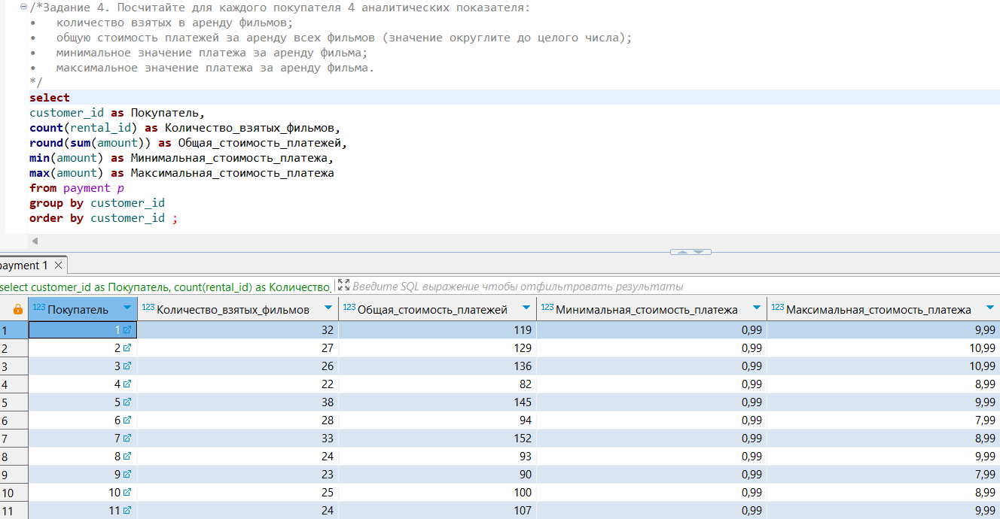 /*Задание 4. Посчитайте для каждого покупателя 4 аналитических показателя:
• количество взятых в аренду фильмов;
• общую стоимость платежей за аренду всех фильмов (значение округлите до целого числа);
• минимальное значение платежа за аренду фильма;
• максимальное значение платежа за аренду фильма.
*/
select
customer_id as Покупатель,
count(rental_id) as Количество_взятых_фильмов,
round(sum(amount)) as Общая_стоимость_платежей,
min(amount) as Минимальная_стоимость_платежа,
max(amount) as Максимальная_стоимость_платежа
from payment p
group by customer_id
order by customer_id ;
payment 1
select customer_id as Покупатель, count(rental_id) as Количество_ Введите SQL выражение чтобы отфильтровать результаты
123 Покупатель 123 Количество_взятых_фильмов 123 Общая_стоимость_платежей 123 Минимальная_стоимость_платежа 123 Максимальная_стоимость_платежа
1 1 32 119 0,99 9,99
2 2 27 129 0,99 10,99
3 3 26 136 0,99 10,99
4 4 22 82 0,99 8,99
5 5 38 145 0,99 9,99
6 6 28 94 0,99 7,99
7 7 33 152 0,99 8,99
8 8 24 93 0,99 9,99
9 9 23 90 0,99 7,99
10 10 25 100 0,99 8,99
11 11 24 107 0,99 9,99